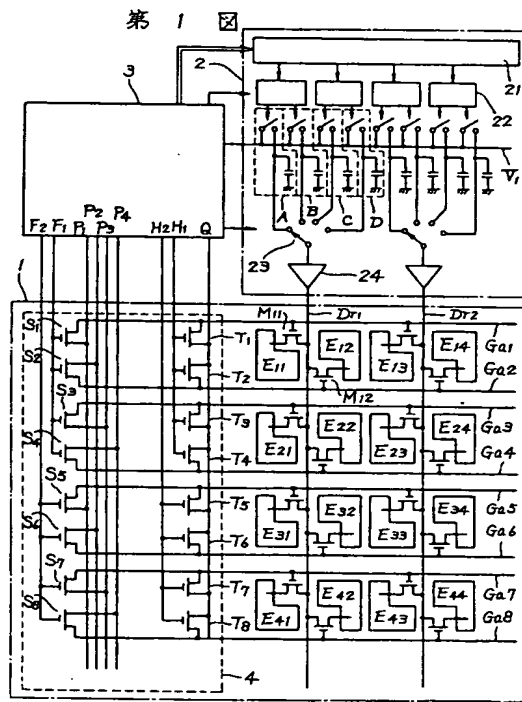 第 1 図
3
2
21
22
V1
A
B
C
D
23
24
F2 F1 P1 P2 P3 P4 H2 H1 Q
1
M11
Dr1
Dr2
S1
T1
E11
E12
E13
E14
Ga1
S2
T2
M12
Ga2
S3
T3
E21
E22
E23
E24
Ga3
S4
T4
Ga4
S5
T5
E31
E32
E33
E34
Ga5
S6
T6
Ga6
S7
T7
E41
E42
E43
E44
Ga7
S8
T8
Ga8
4